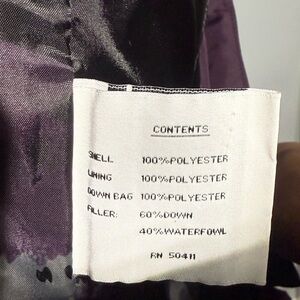 CONTENTS
SHELL 100%POLYESTER
LINING 100%POLYESTER
DOWN BAG 100%POLYESTER
FILLER: 60%DOWN
40%WATERFOWL
RN 50411